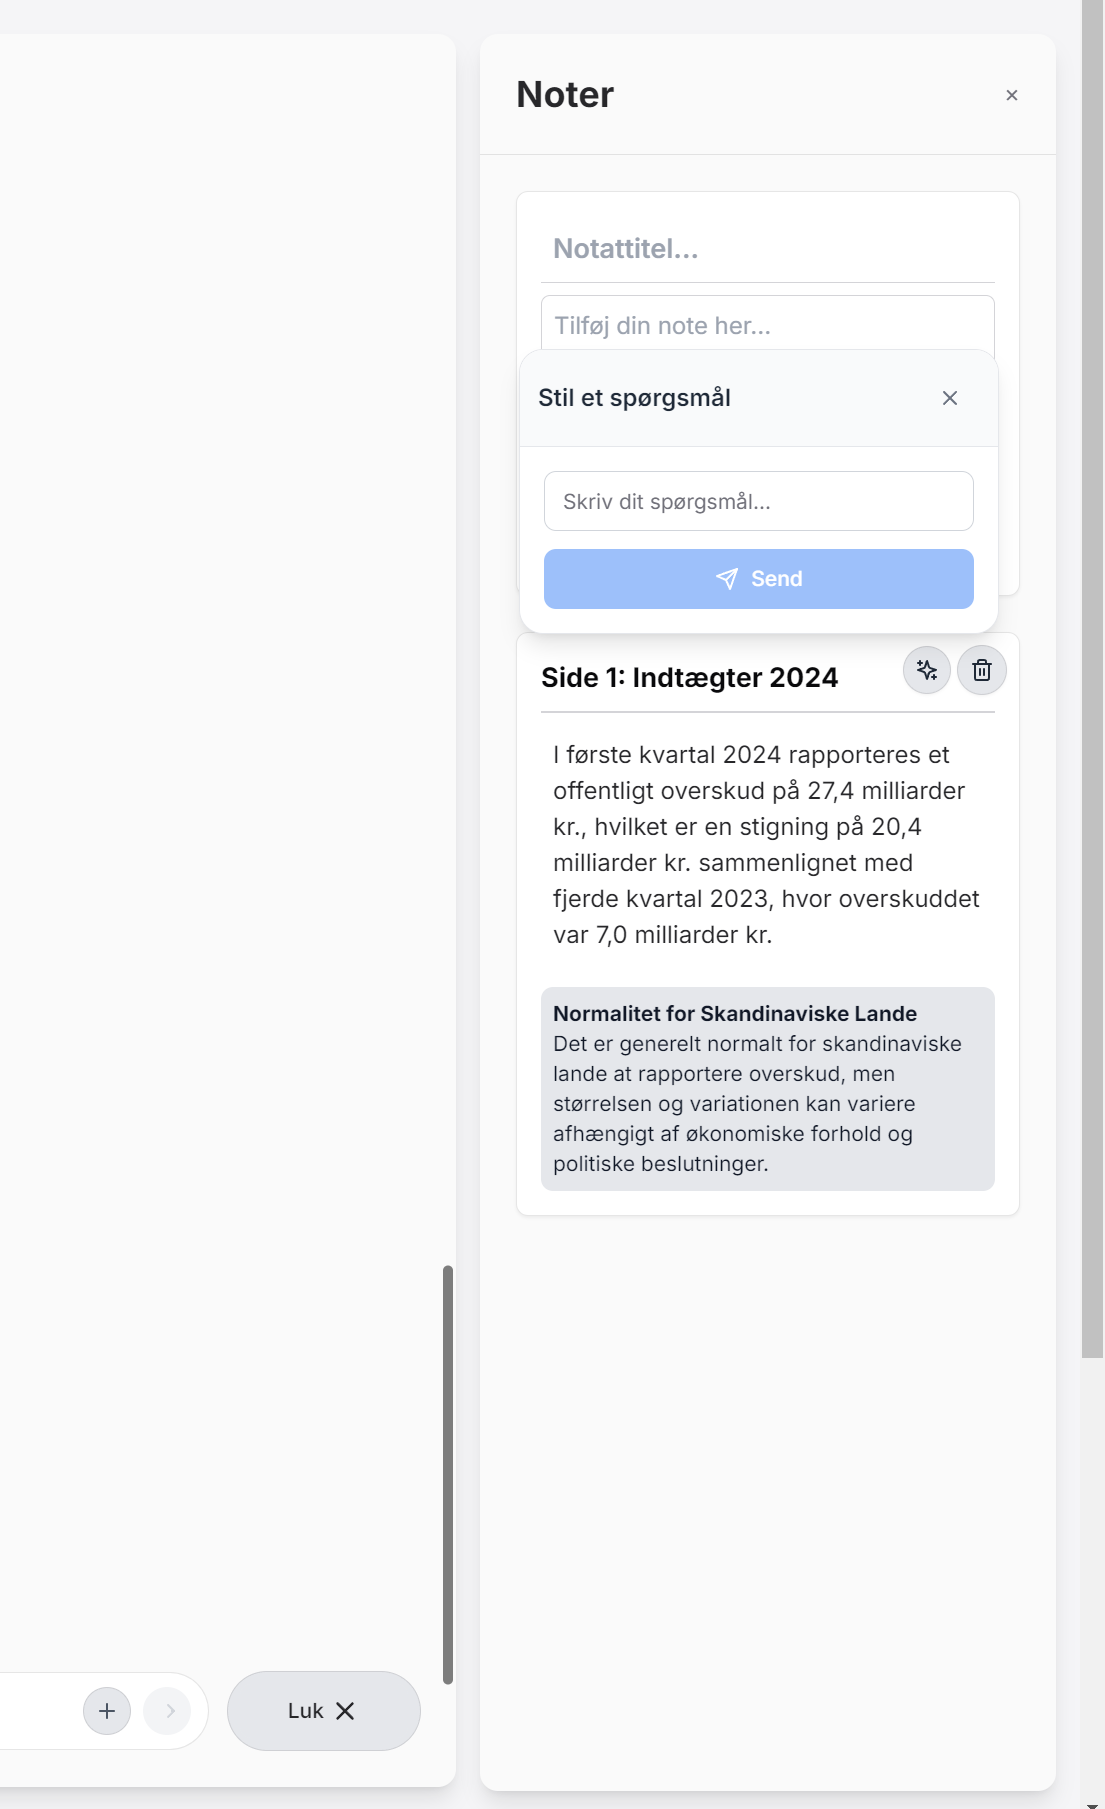 Noter
Notattitel...
Tilføj din note her...
Stil et spørgsmål
Skriv dit spørgsmål...
Send
Side 1: Indtægter 2024
I første kvartal 2024 rapporteres et
offentligt overskud på 27,4 milliarder
kr., hvilket er en stigning på 20,4
milliarder kr. sammenlignet med
fjerde kvartal 2023, hvor overskuddet
var 7,0 milliarder kr.
Normalitet for Skandinaviske Lande
Det er generelt normalt for skandinaviske
lande at rapportere overskud, men
størrelsen og variationen kan variere
afhængigt af økonomiske forhold og
politiske beslutninger.
Luk